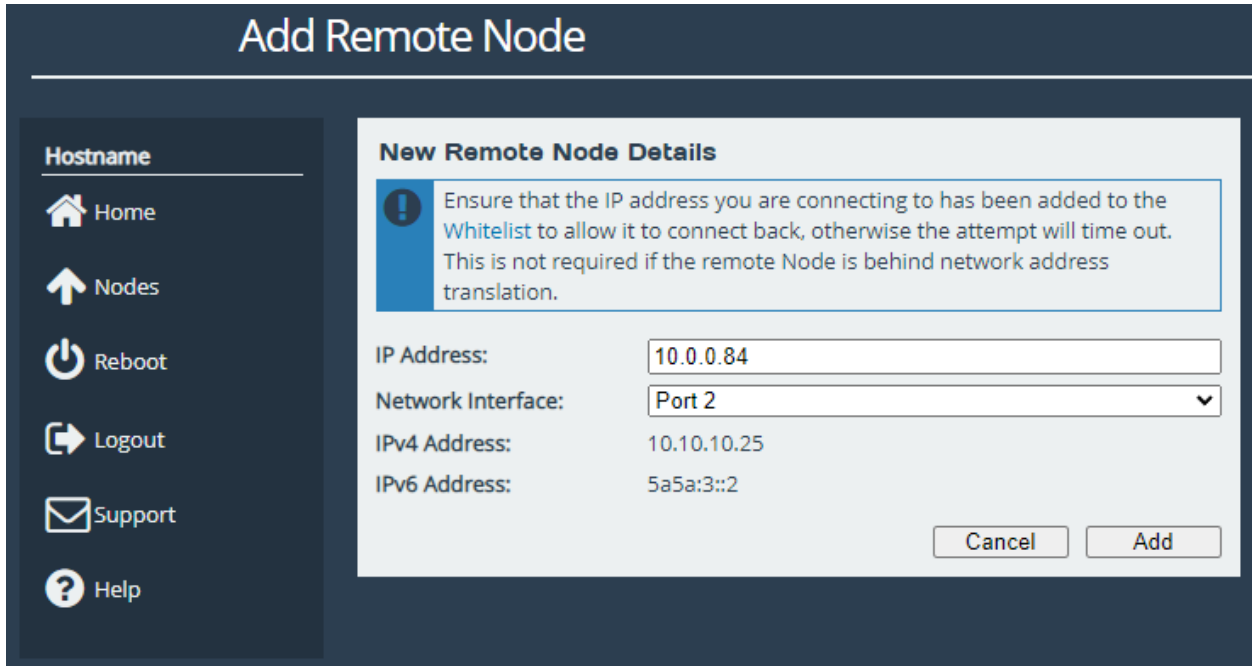 Add Remote Node
Hostname
Home
Nodes
Reboot
Logout
Support
Help
New Remote Node Details
Ensure that the IP address you are connecting to has been added to the
Whitelist to allow it to connect back, otherwise the attempt will time out.
This is not required if the remote Node is behind network address
translation.
IP Address: 10.0.0.84
Network Interface: Port 2
IPv4 Address: 10.10.10.25
IPv6 Address: 5a5a:3::2
Cancel Add